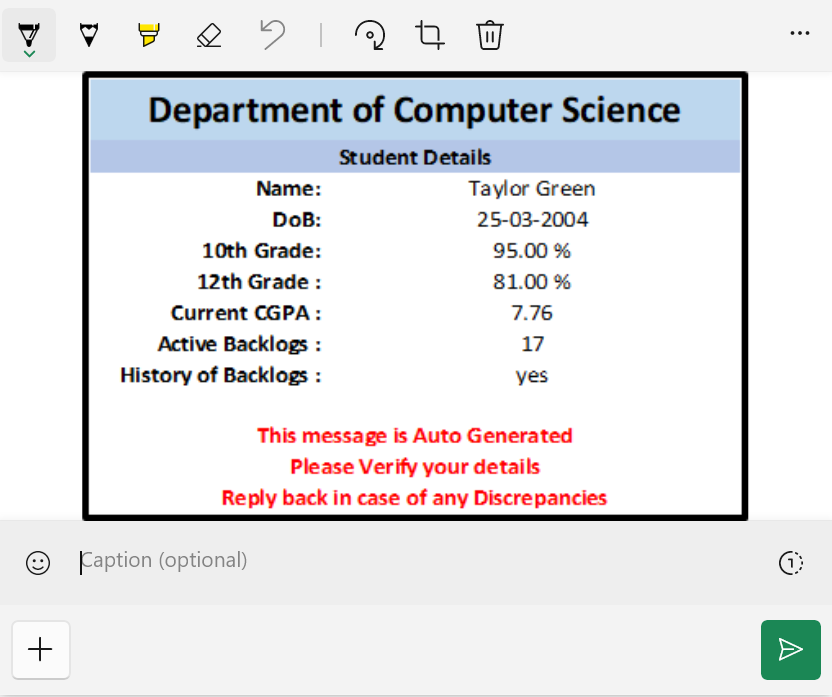 Department of Computer Science
Student Details
Name: Taylor Green
DoB: 25-03-2004
10th Grade: 95.00 %
12th Grade : 81.00 %
Current CGPA : 7.76
Active Backlogs : 17
History of Backlogs : yes
This message is Auto Generated
Please Verify your details
Reply back in case of any Discrepancies
Caption (optional)
1